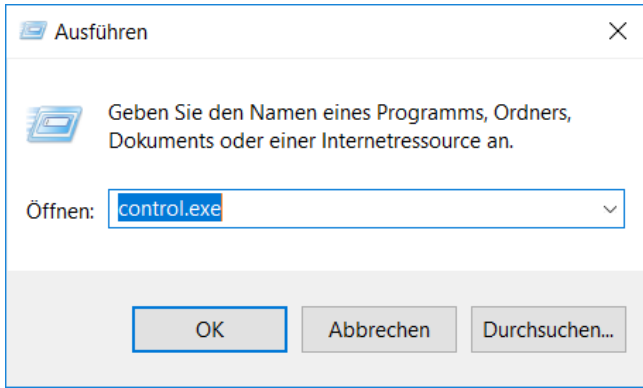 Ausführen
Geben Sie den Namen eines Programms, Ordners,
Dokuments oder einer Internetressource an.
Öffnen: control.exe
OK Abbrechen Durchsuchen...